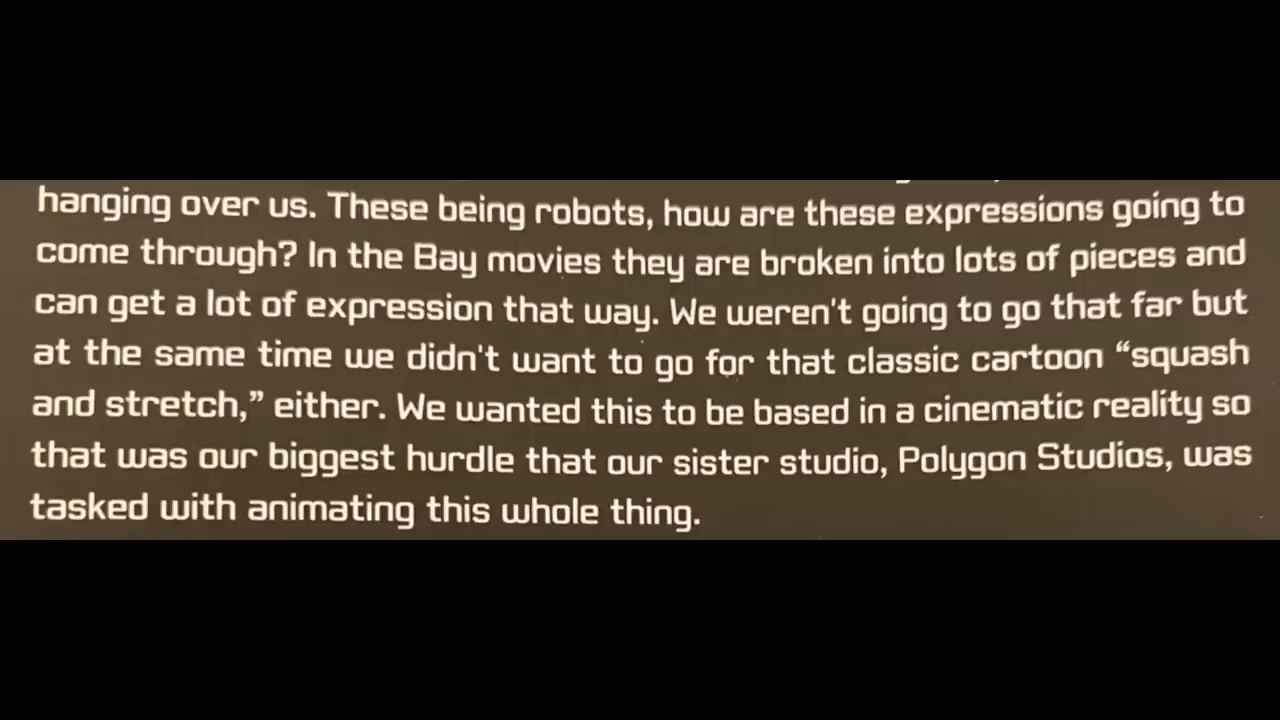 hanging over us. These being robots, how are these expressions going to
come through? In the Bay movies they are broken into lots of pieces and
can get a lot of expression that way. We weren't going to go that far but
at the same time we didn't want to go for that classic cartoon “squash
and stretch,” either. We wanted this to be based in a cinematic reality so
that was our biggest hurdle that our sister studio, Polygon Studios, was
tasked with animating this whole thing.